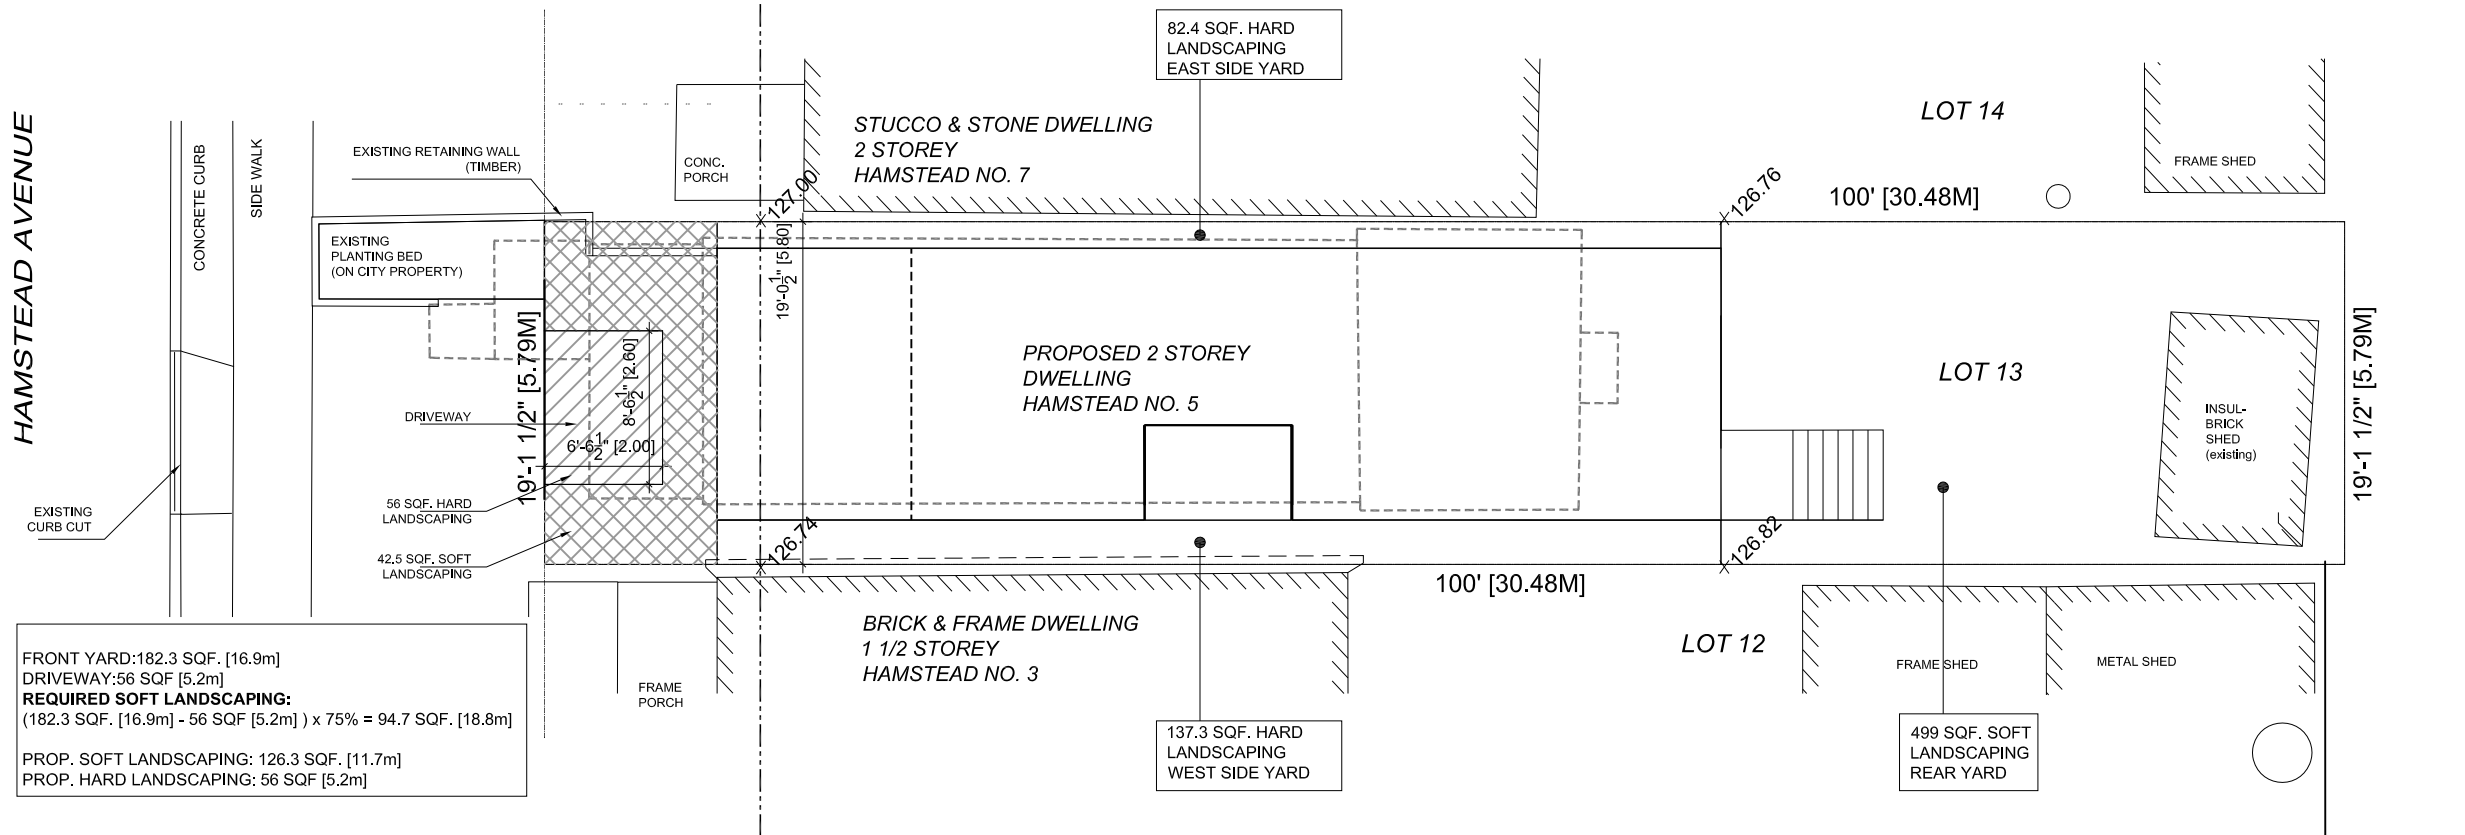 HAMSTEAD AVENUE
CONCRETE CURB
SIDE WALK
EXISTING RETAINING WALL
(TIMBER)
EXISTING
PLANTING BED
(ON CITY PROPERTY)
DRIVEWAY
56 SQF. HARD
LANDSCAPING
42.5 SQF. SOFT
LANDSCAPING
EXISTING
CURB CUT
19'-1 1/2" [5.79M]
8'-6 1/2" [2.60]
6'-6 1/2" [2.00]
CONC.
PORCH
127.00
19'-0 1/2" [5.80]
126.74
STUCCO & STONE DWELLING
2 STOREY
HAMSTEAD NO. 7
82.4 SQF. HARD
LANDSCAPING
EAST SIDE YARD
PROPOSED 2 STOREY
DWELLING
HAMSTEAD NO. 5
BRICK & FRAME DWELLING
1 1/2 STOREY
HAMSTEAD NO. 3
FRAME
PORCH
137.3 SQF. HARD
LANDSCAPING
WEST SIDE YARD
126.76
100' [30.48M]
LOT 14
FRAME SHED
LOT 13
INSUL-
BRICK
SHED
(existing)
19'-1 1/2" [5.79M]
126.82
100' [30.48M]
LOT 12
FRAME SHED
METAL SHED
499 SQF. SOFT
LANDSCAPING
REAR YARD
FRONT YARD:182.3 SQF. [16.9m]
DRIVEWAY:56 SQF [5.2m]
REQUIRED SOFT LANDSCAPING:
(182.3 SQF. [16.9m] - 56 SQF [5.2m] ) x 75% = 94.7 SQF. [18.8m]
PROP. SOFT LANDSCAPING: 126.3 SQF. [11.7m]
PROP. HARD LANDSCAPING: 56 SQF [5.2m]